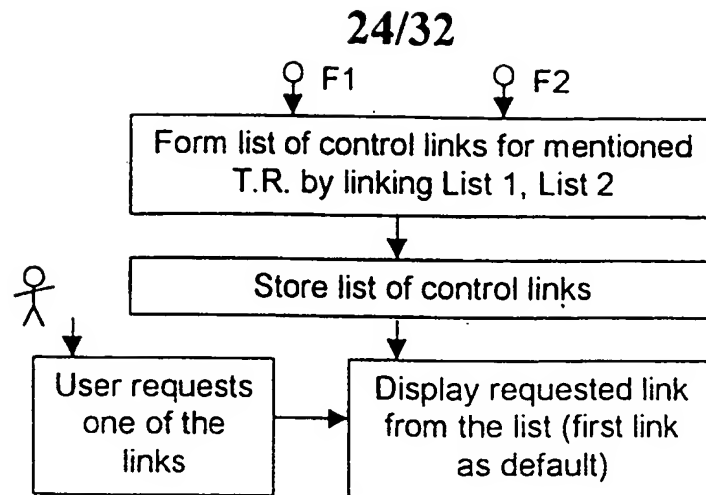 24/32
F1
F2
Form list of control links for mentioned
T.R. by linking List 1, List 2
Store list of control links
User requests
one of the
links
Display requested link
from the list (first link
as default)